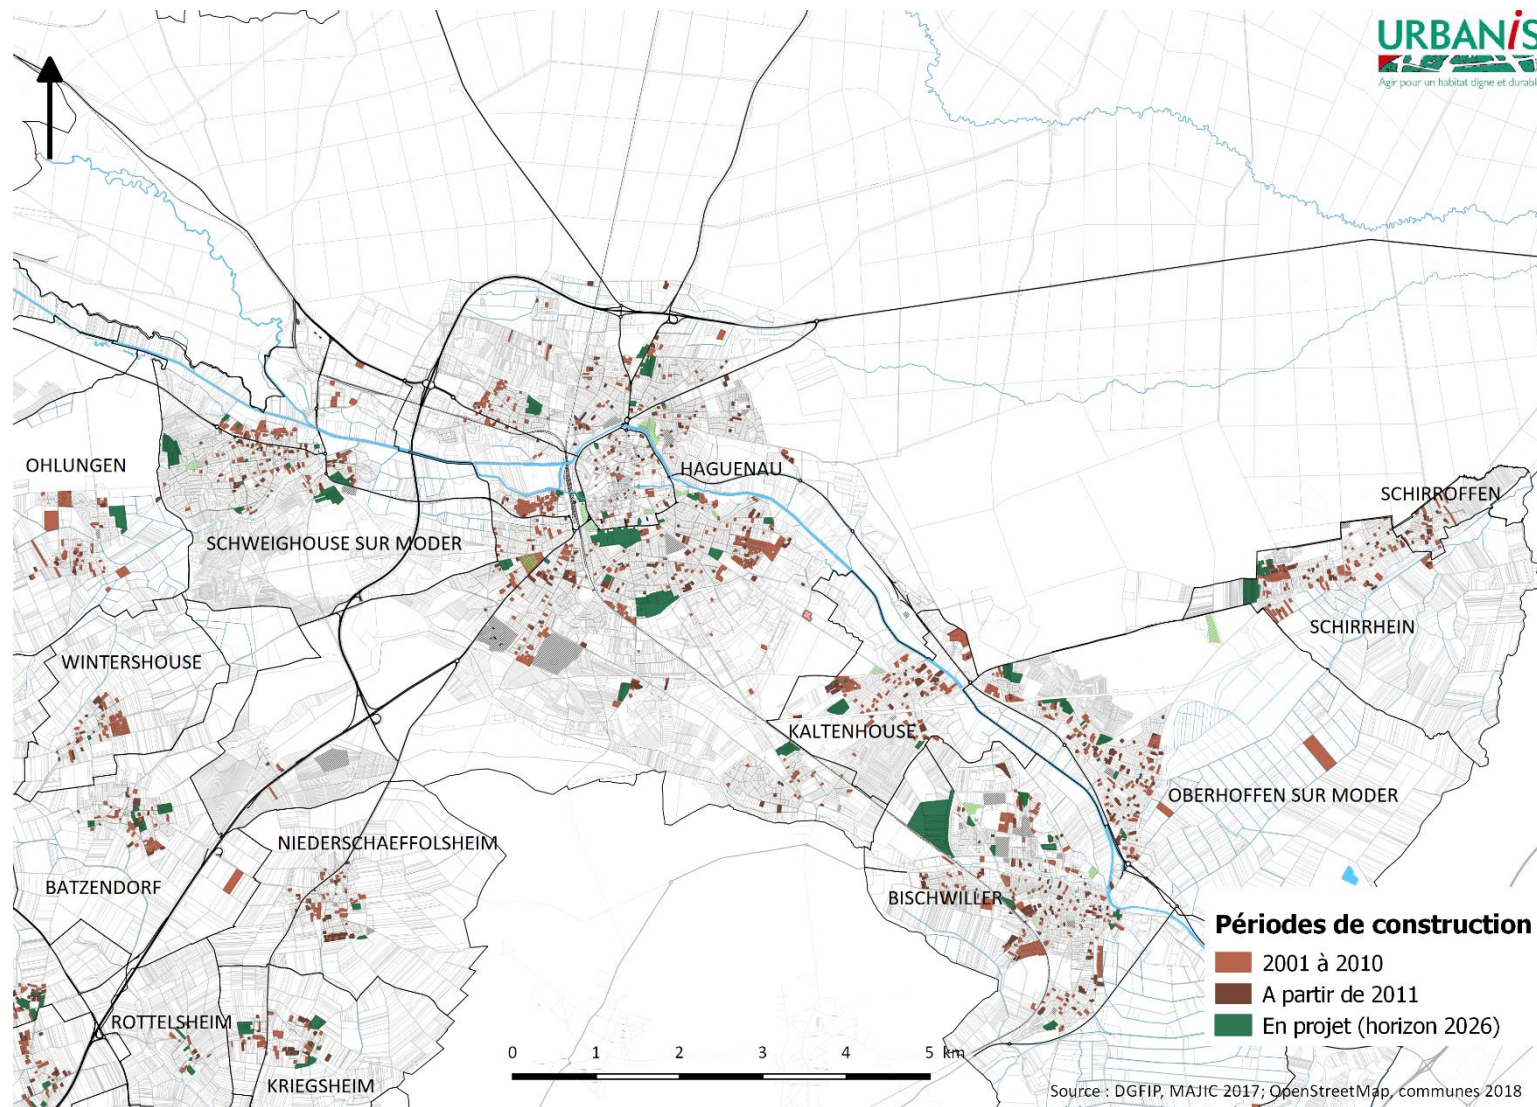 URBANiS
Agir pour un habitat digne et durable
OHLUNGEN
HAGUENAU
SCHIRROFFEN
SCHWEIGHOUSE SUR MODER
SCHIRRHEIN
WINTERSHOUSE
KALTENHOUSE
OBERHOFFEN SUR MODER
NIEDERSCHAEFFOLSHEIM
BATZENDORF
BISCHWILLER
Périodes de construction
2001 à 2010
A partir de 2011
En projet (horizon 2026)
ROTTELSHEIM
KRIEGSHEIM
0 1 2 3 4 5 km
Source : DGFIP, MAJIC 2017; OpenStreetMap, communes 2018